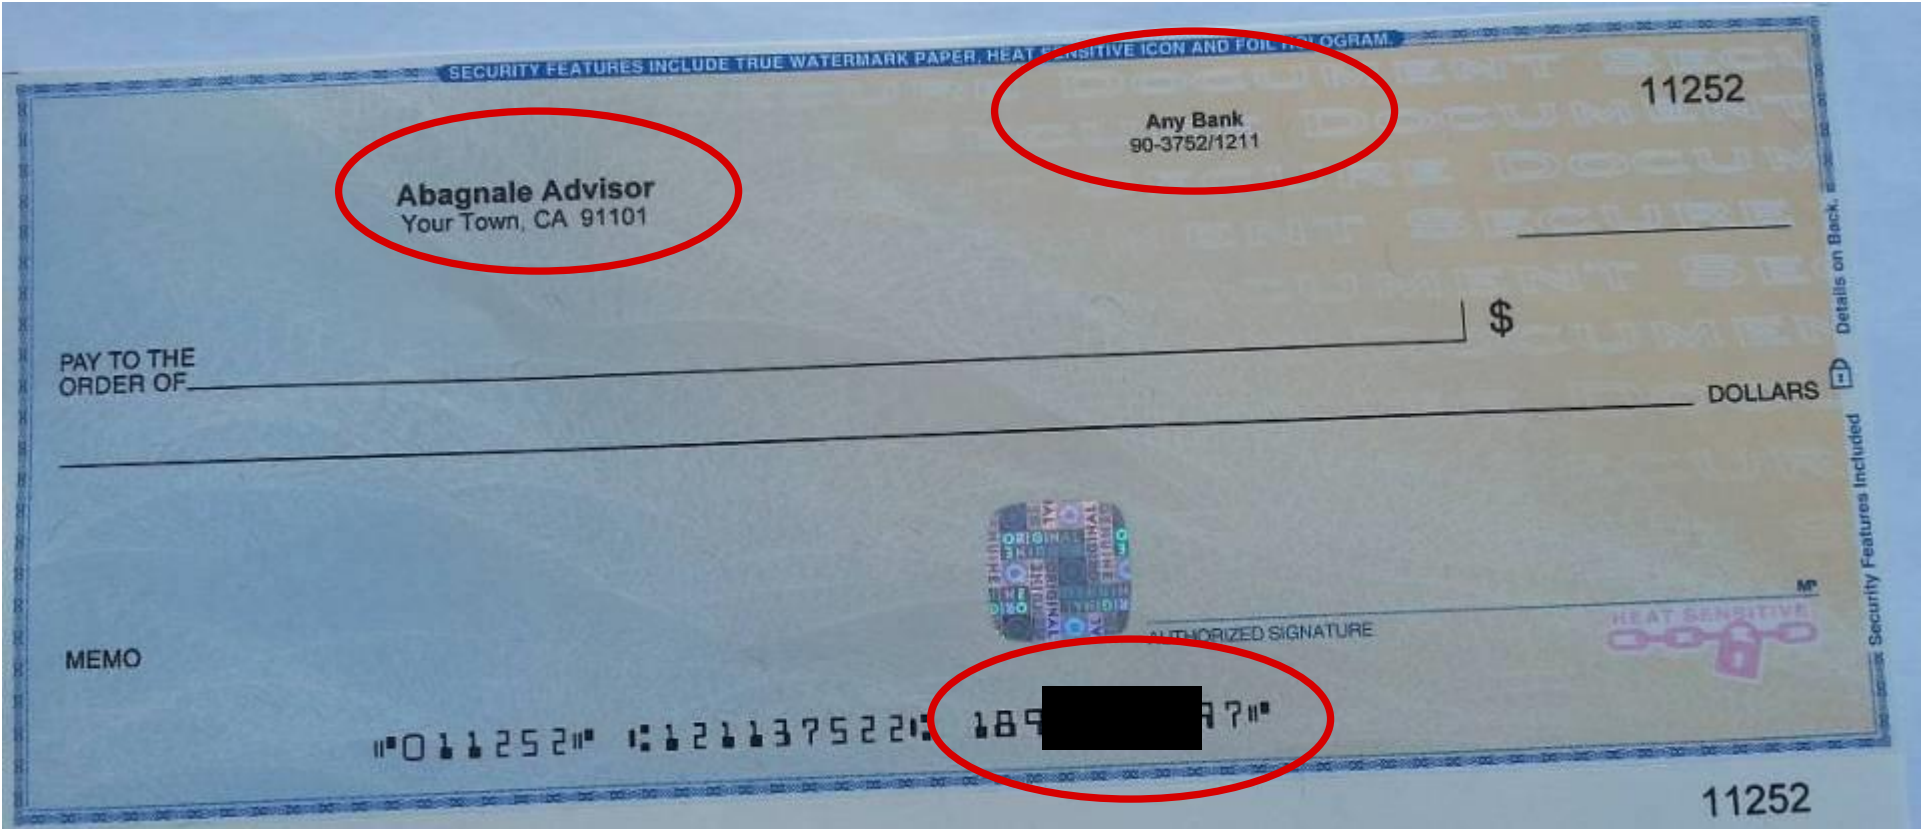 SECURITY FEATURES INCLUDE TRUE WATERMARK PAPER, HEAT SENSITIVE ICON AND FOIL HOLOGRAM.
11252
Any Bank
90-3752/1211
Abagnale Advisor
Your Town, CA 91101
PAY TO THE
ORDER OF
$
DOLLARS
Security Features Included
Details on Back.
MP
HEAT SENSITIVE
AUTHORIZED SIGNATURE
MEMO
⑈011252⑈ ⑆121137522⑆ 189 97⑈
11252